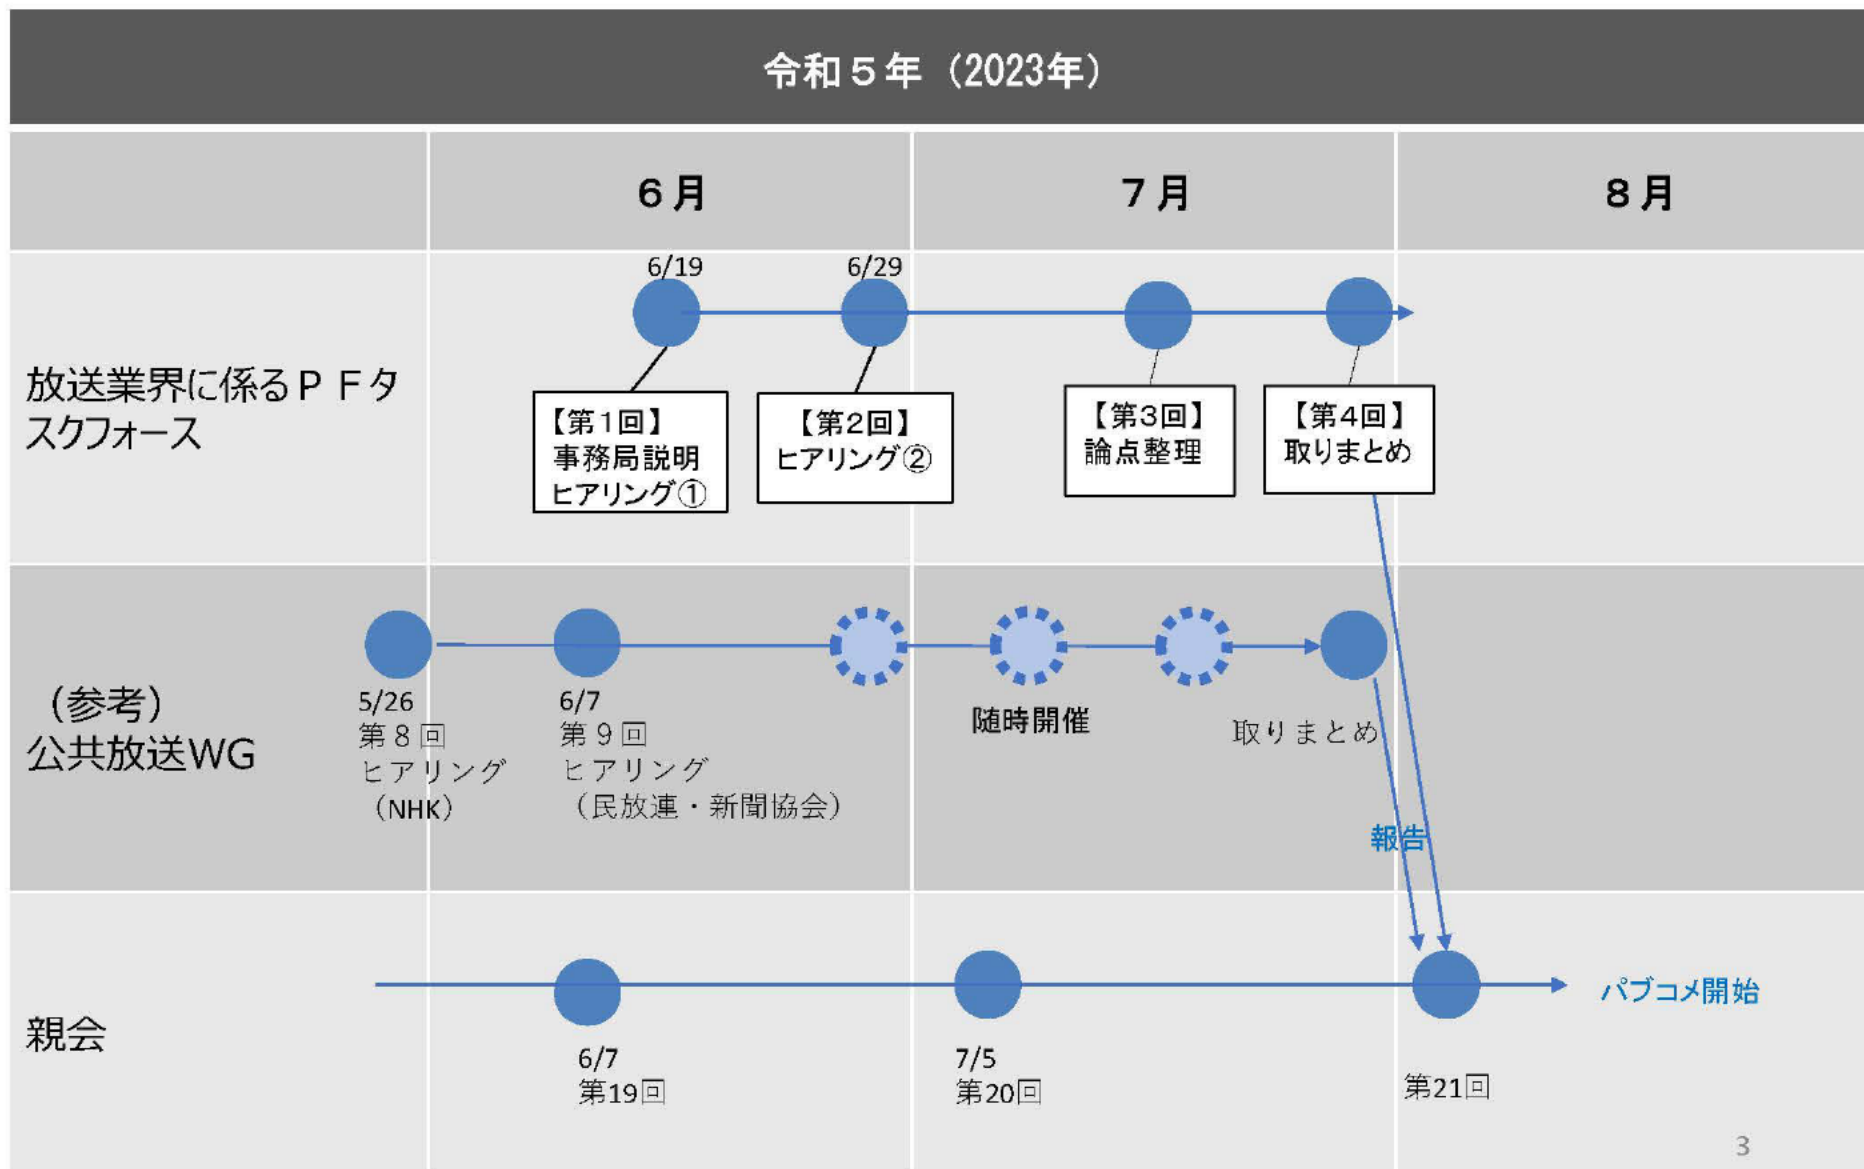 令和５年（2023年）
６月
７月
８月
放送業界に係るＰＦタ
スクフォース
6/19
6/29
【第１回】
事務局説明
ヒアリング①
【第２回】
ヒアリング②
【第３回】
論点整理
【第４回】
取りまとめ
（参考）
公共放送WG
5/26
第８回
ヒアリング
（NHK）
6/7
第９回
ヒアリング
（民放連・新聞協会）
随時開催
取りまとめ
報告
親会
6/7
第19回
7/5
第20回
第21回
パブコメ開始
3